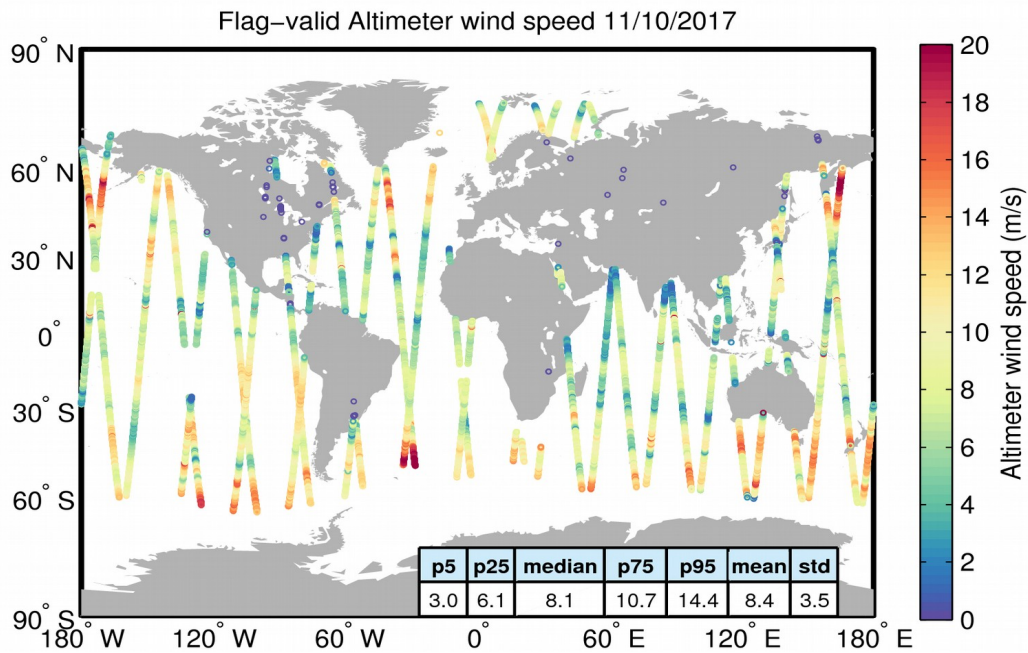 Flag−valid Altimeter wind speed 11/10/2017
90° N
60° N
30° N
0°
30° S
60° S
90° S
180° W 120° W 60° W 0° 60° E 120° E 180° E
p5 p25 median p75 p95 mean std
3.0 6.1 8.1 10.7 14.4 8.4 3.5
20
18
16
14
12
10
8
6
4
2
0
Altimeter wind speed (m/s)